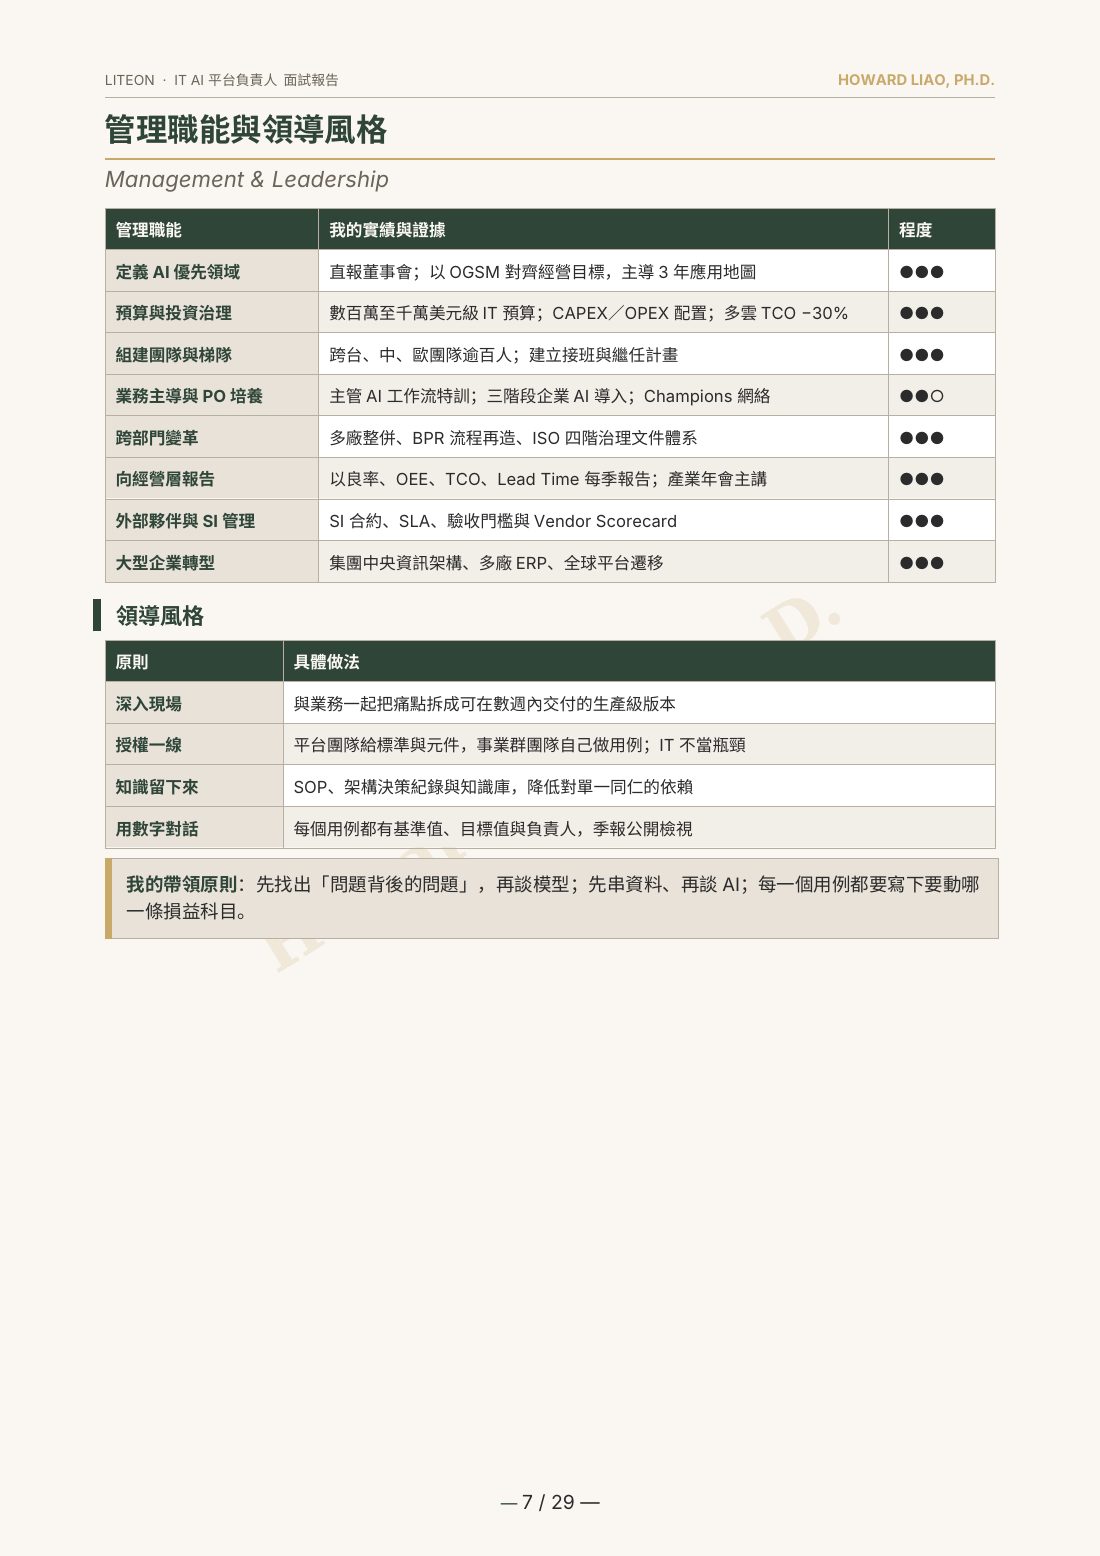 LITEON · IT AI 平台負責人 面試報告
HOWARD LIAO, PH.D.
管理職能與領導風格
Management & Leadership
管理職能 我的實績與證據 程度
定義 AI 優先領域 直報董事會；以 OGSM 對齊經營目標，主導 3 年應用地圖 ●●●
預算與投資治理 數百萬至千萬美元級 IT 預算；CAPEX／OPEX 配置；多雲 TCO −30% ●●●
組建團隊與梯隊 跨台、中、歐團隊逾百人；建立接班與繼任計畫 ●●●
業務主導與 PO 培養 主管 AI 工作流特訓；三階段企業 AI 導入；Champions 網絡 ●●○
跨部門變革 多廠整併、BPR 流程再造、ISO 四階治理文件體系 ●●●
向經營層報告 以良率、OEE、TCO、Lead Time 每季報告；產業年會主講 ●●●
外部夥伴與 SI 管理 SI 合約、SLA、驗收門檻與 Vendor Scorecard ●●●
大型企業轉型 集團中央資訊架構、多廠 ERP、全球平台遷移 ●●●
領導風格
原則 具體做法
深入現場 與業務一起把痛點拆成可在數週內交付的生產級版本
授權一線 平台團隊給標準與元件，事業群團隊自己做用例；IT 不當瓶頸
知識留下來 SOP、架構決策紀錄與知識庫，降低對單一同仁的依賴
用數字對話 每個用例都有基準值、目標值與負責人，季報公開檢視
我的帶領原則：先找出「問題背後的問題」，再談模型；先串資料、再談 AI；每一個用例都要寫下要動哪
一條損益科目。
— 7 / 29 —